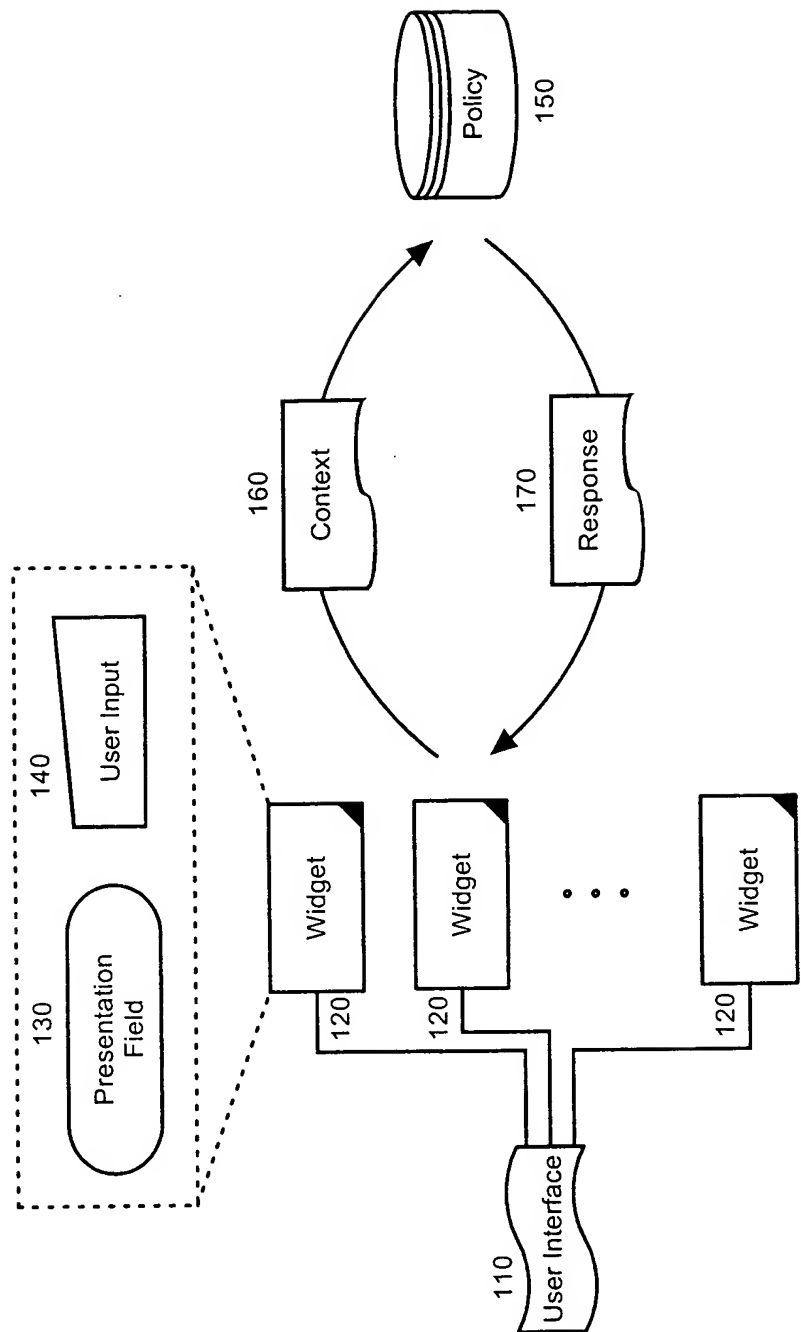 130
Presentation
Field
140
User Input
110
User Interface
120
Widget
120
Widget
120
Widget
160
Context
170
Response
Policy
150